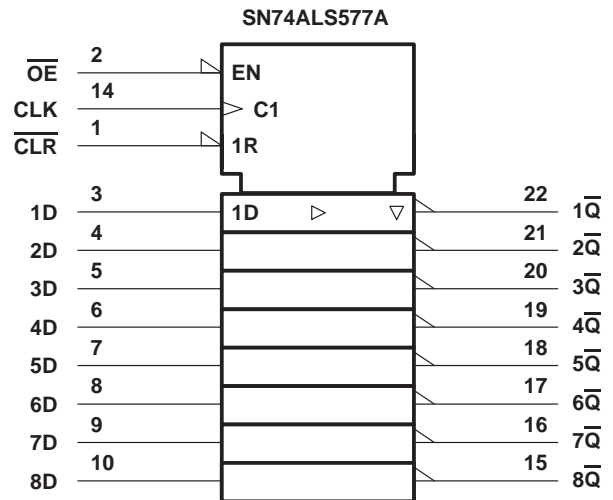 SN74ALS577A
O̅E̅ 2 EN
CLK 14 C1
C̅L̅R̅ 1 1R
1D 3 1D 22 1Q̅
2D 4 21 2Q̅
3D 5 20 3Q̅
4D 6 19 4Q̅
5D 7 18 5Q̅
6D 8 17 6Q̅
7D 9 16 7Q̅
8D 10 15 8Q̅